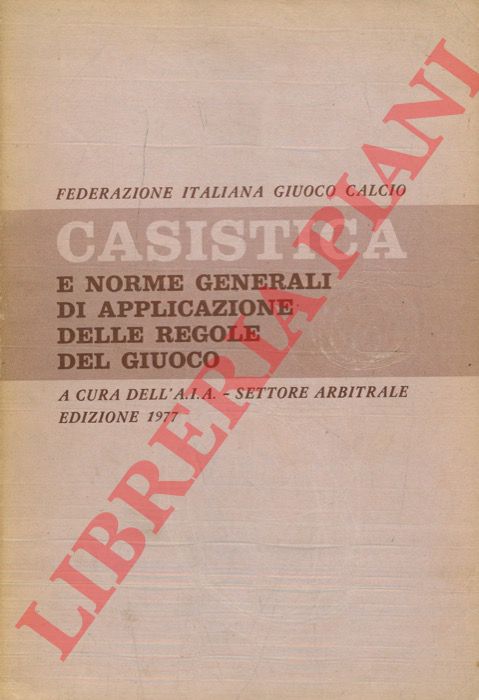 FEDERAZIONE ITALIANA GIUOCO CALCIO
CASISTICA
E NORME GENERALI
DI APPLICAZIONE
DELLE REGOLE
DEL GIUOCO
A CURA DELL'A.I.A. - SETTORE ARBITRALE
EDIZIONE 1977
LIBRERIA PIANI